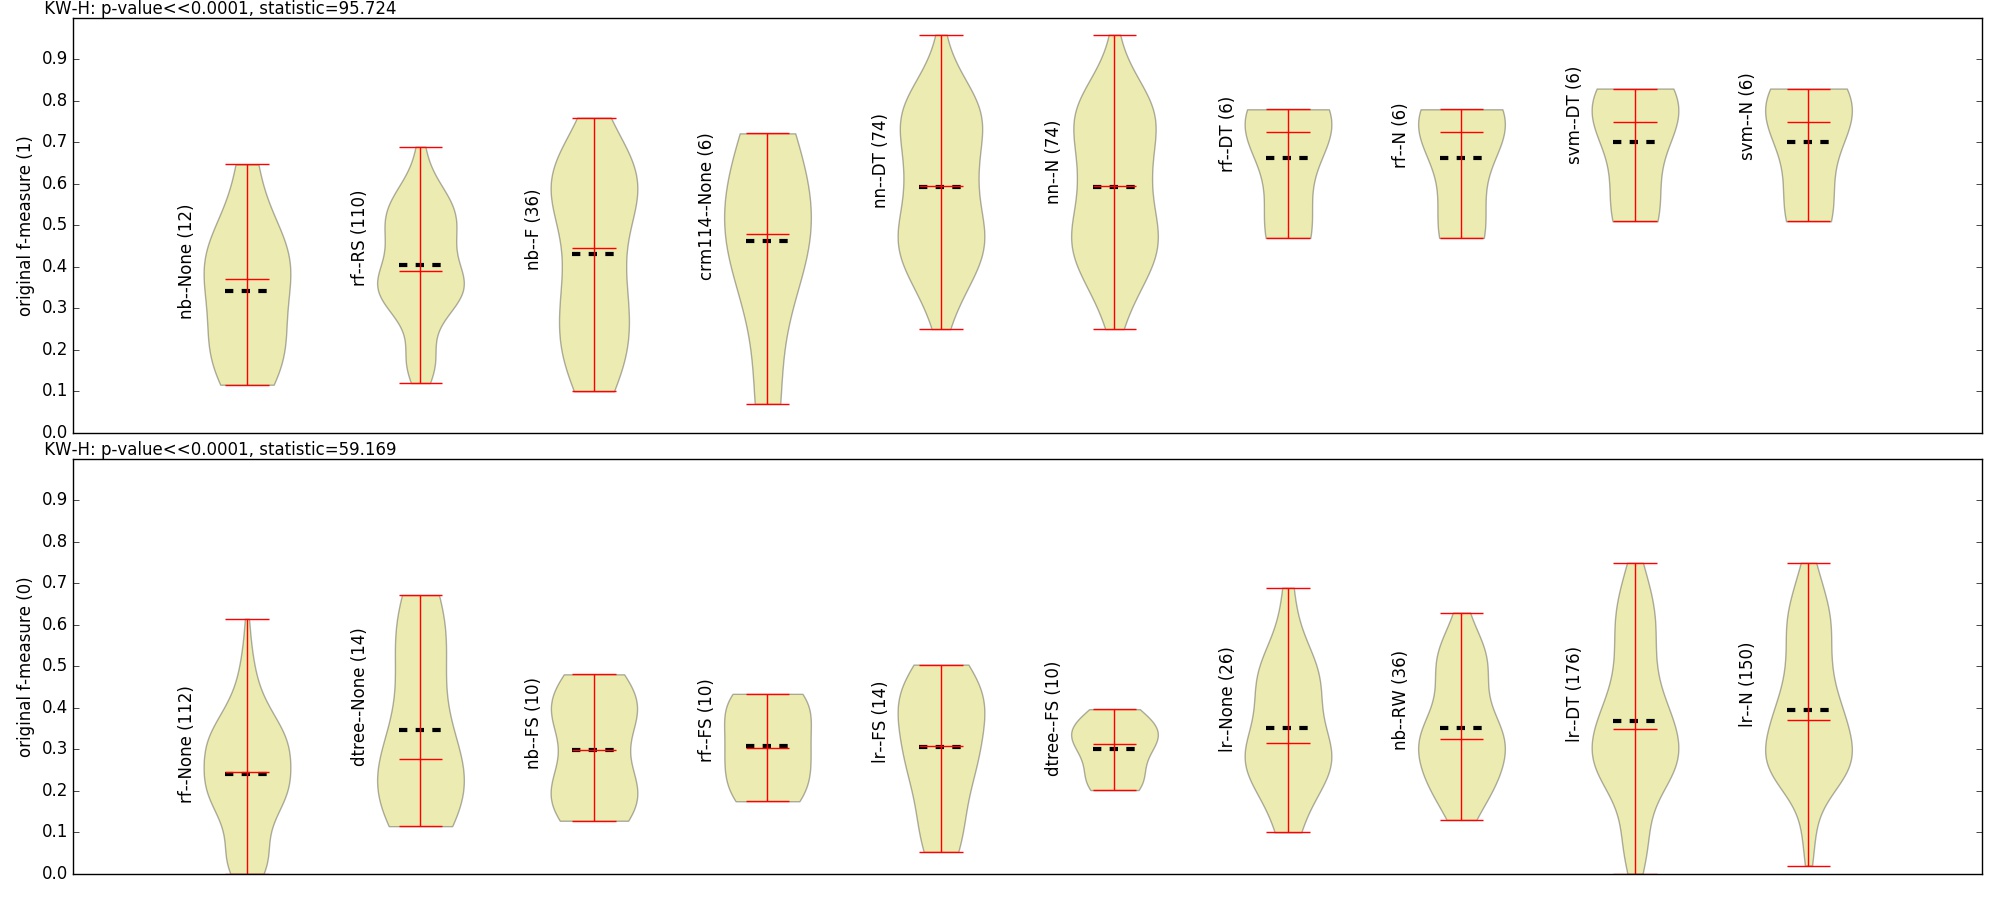 KW-H: p-value<<0.0001, statistic=95.724
original f-measure (1)
0.9
0.8
0.7
0.6
0.5
0.4
0.3
0.2
0.1
0.0
nb--None (12)
rf--RS (110)
nb--F (36)
crm114--None (6)
nn--DT (74)
nn--N (74)
rf--DT (6)
rf--N (6)
svm--DT (6)
svm--N (6)
KW-H: p-value<<0.0001, statistic=59.169
original f-measure (0)
0.9
0.8
0.7
0.6
0.5
0.4
0.3
0.2
0.1
0.0
rf--None (112)
dtree--None (14)
nb--FS (10)
rf--FS (10)
lr--FS (14)
dtree--FS (10)
lr--None (26)
nb--RW (36)
lr--DT (176)
lr--N (150)